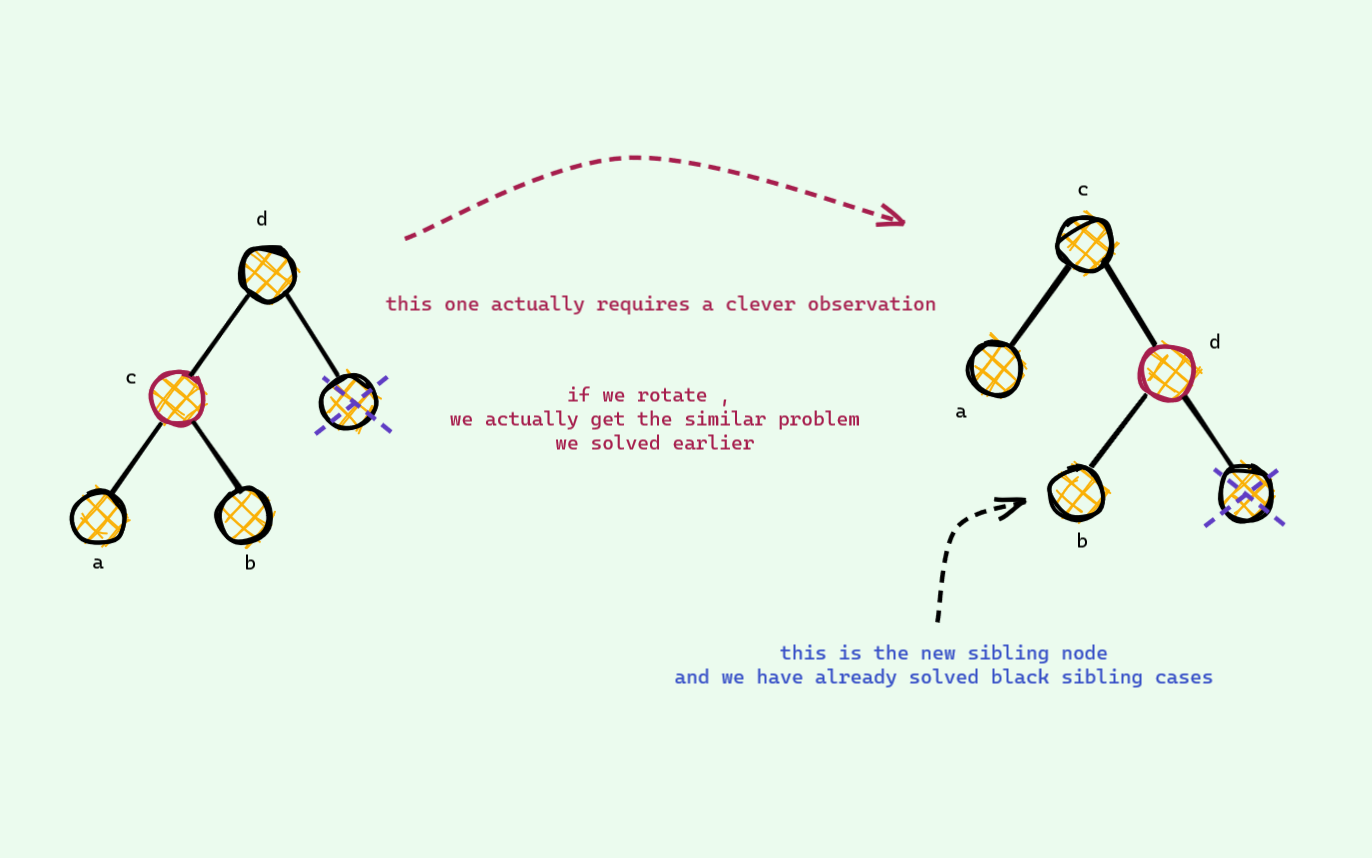 c
d
this one actually requires a clever observation
d
c
if we rotate ,
we actually get the similar problem
we solved earlier
a
b
a
b
this is the new sibling node
and we have already solved black sibling cases